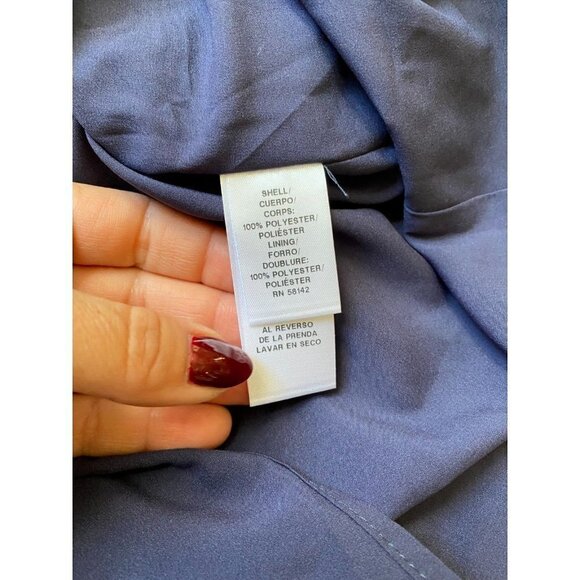 SHELL/
CUERPO/
CORPS:
100% POLYESTER/
POLIÉSTER
LINING/
FORRO/
DOUBLURE:
100% POLYESTER/
POLIÉSTER
RN 58142
AL REVERSO
DE LA PRENDA
LAVAR EN SECO